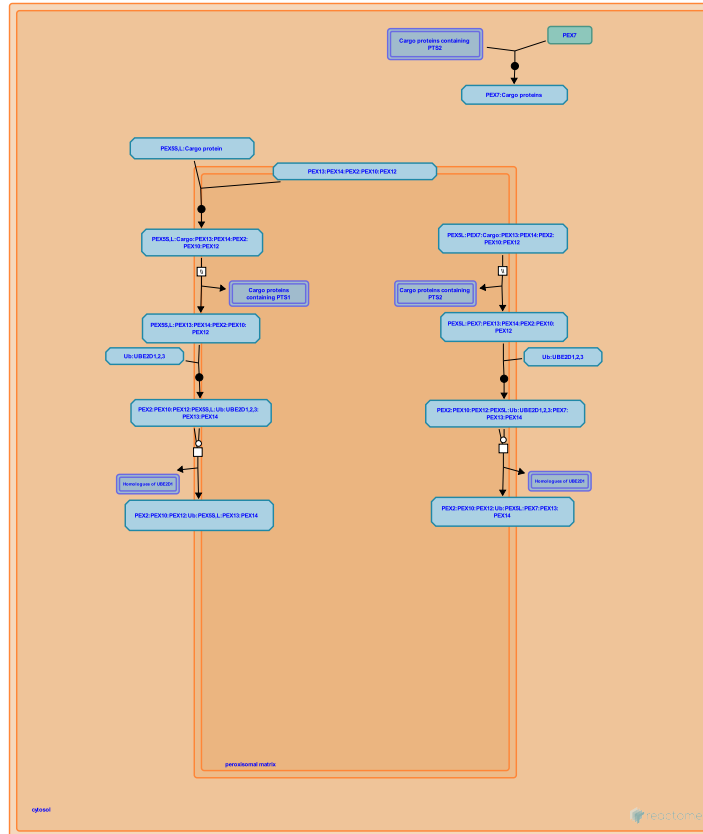 Cargo proteins containing
PTS2
PEX7
PEX7:Cargo proteins
PEX5S,L:Cargo protein
PEX13:PEX14:PEX2:PEX10:PEX12
PEX5S,L:Cargo:PEX13:PEX14:PEX2:
PEX10:PEX12
PEX5L:PEX7:Cargo:PEX13:PEX14:PEX2:
PEX10:PEX12
Cargo proteins
containing PTS1
Cargo proteins containing
PTS2
PEX5S,L:PEX13:PEX14:PEX2:PEX10:
PEX12
PEX5L:PEX7:PEX13:PEX14:PEX2:PEX10:
PEX12
Ub:UBE2D1,2,3
Ub:UBE2D1,2,3
PEX2:PEX10:PEX12:PEX5S,L:Ub:UBE2D1,2,3:
PEX13:PEX14
PEX2:PEX10:PEX12:PEX5L:Ub:UBE2D1,2,3:PEX7:
PEX13:PEX14
Homologues of UBE2D1
Homologues of UBE2D1
PEX2:PEX10:PEX12:Ub:PEX5S,L:PEX13:PEX14
PEX2:PEX10:PEX12:Ub:PEX5L:PEX7:PEX13:
PEX14
peroxisomal matrix
cytosol
reactome